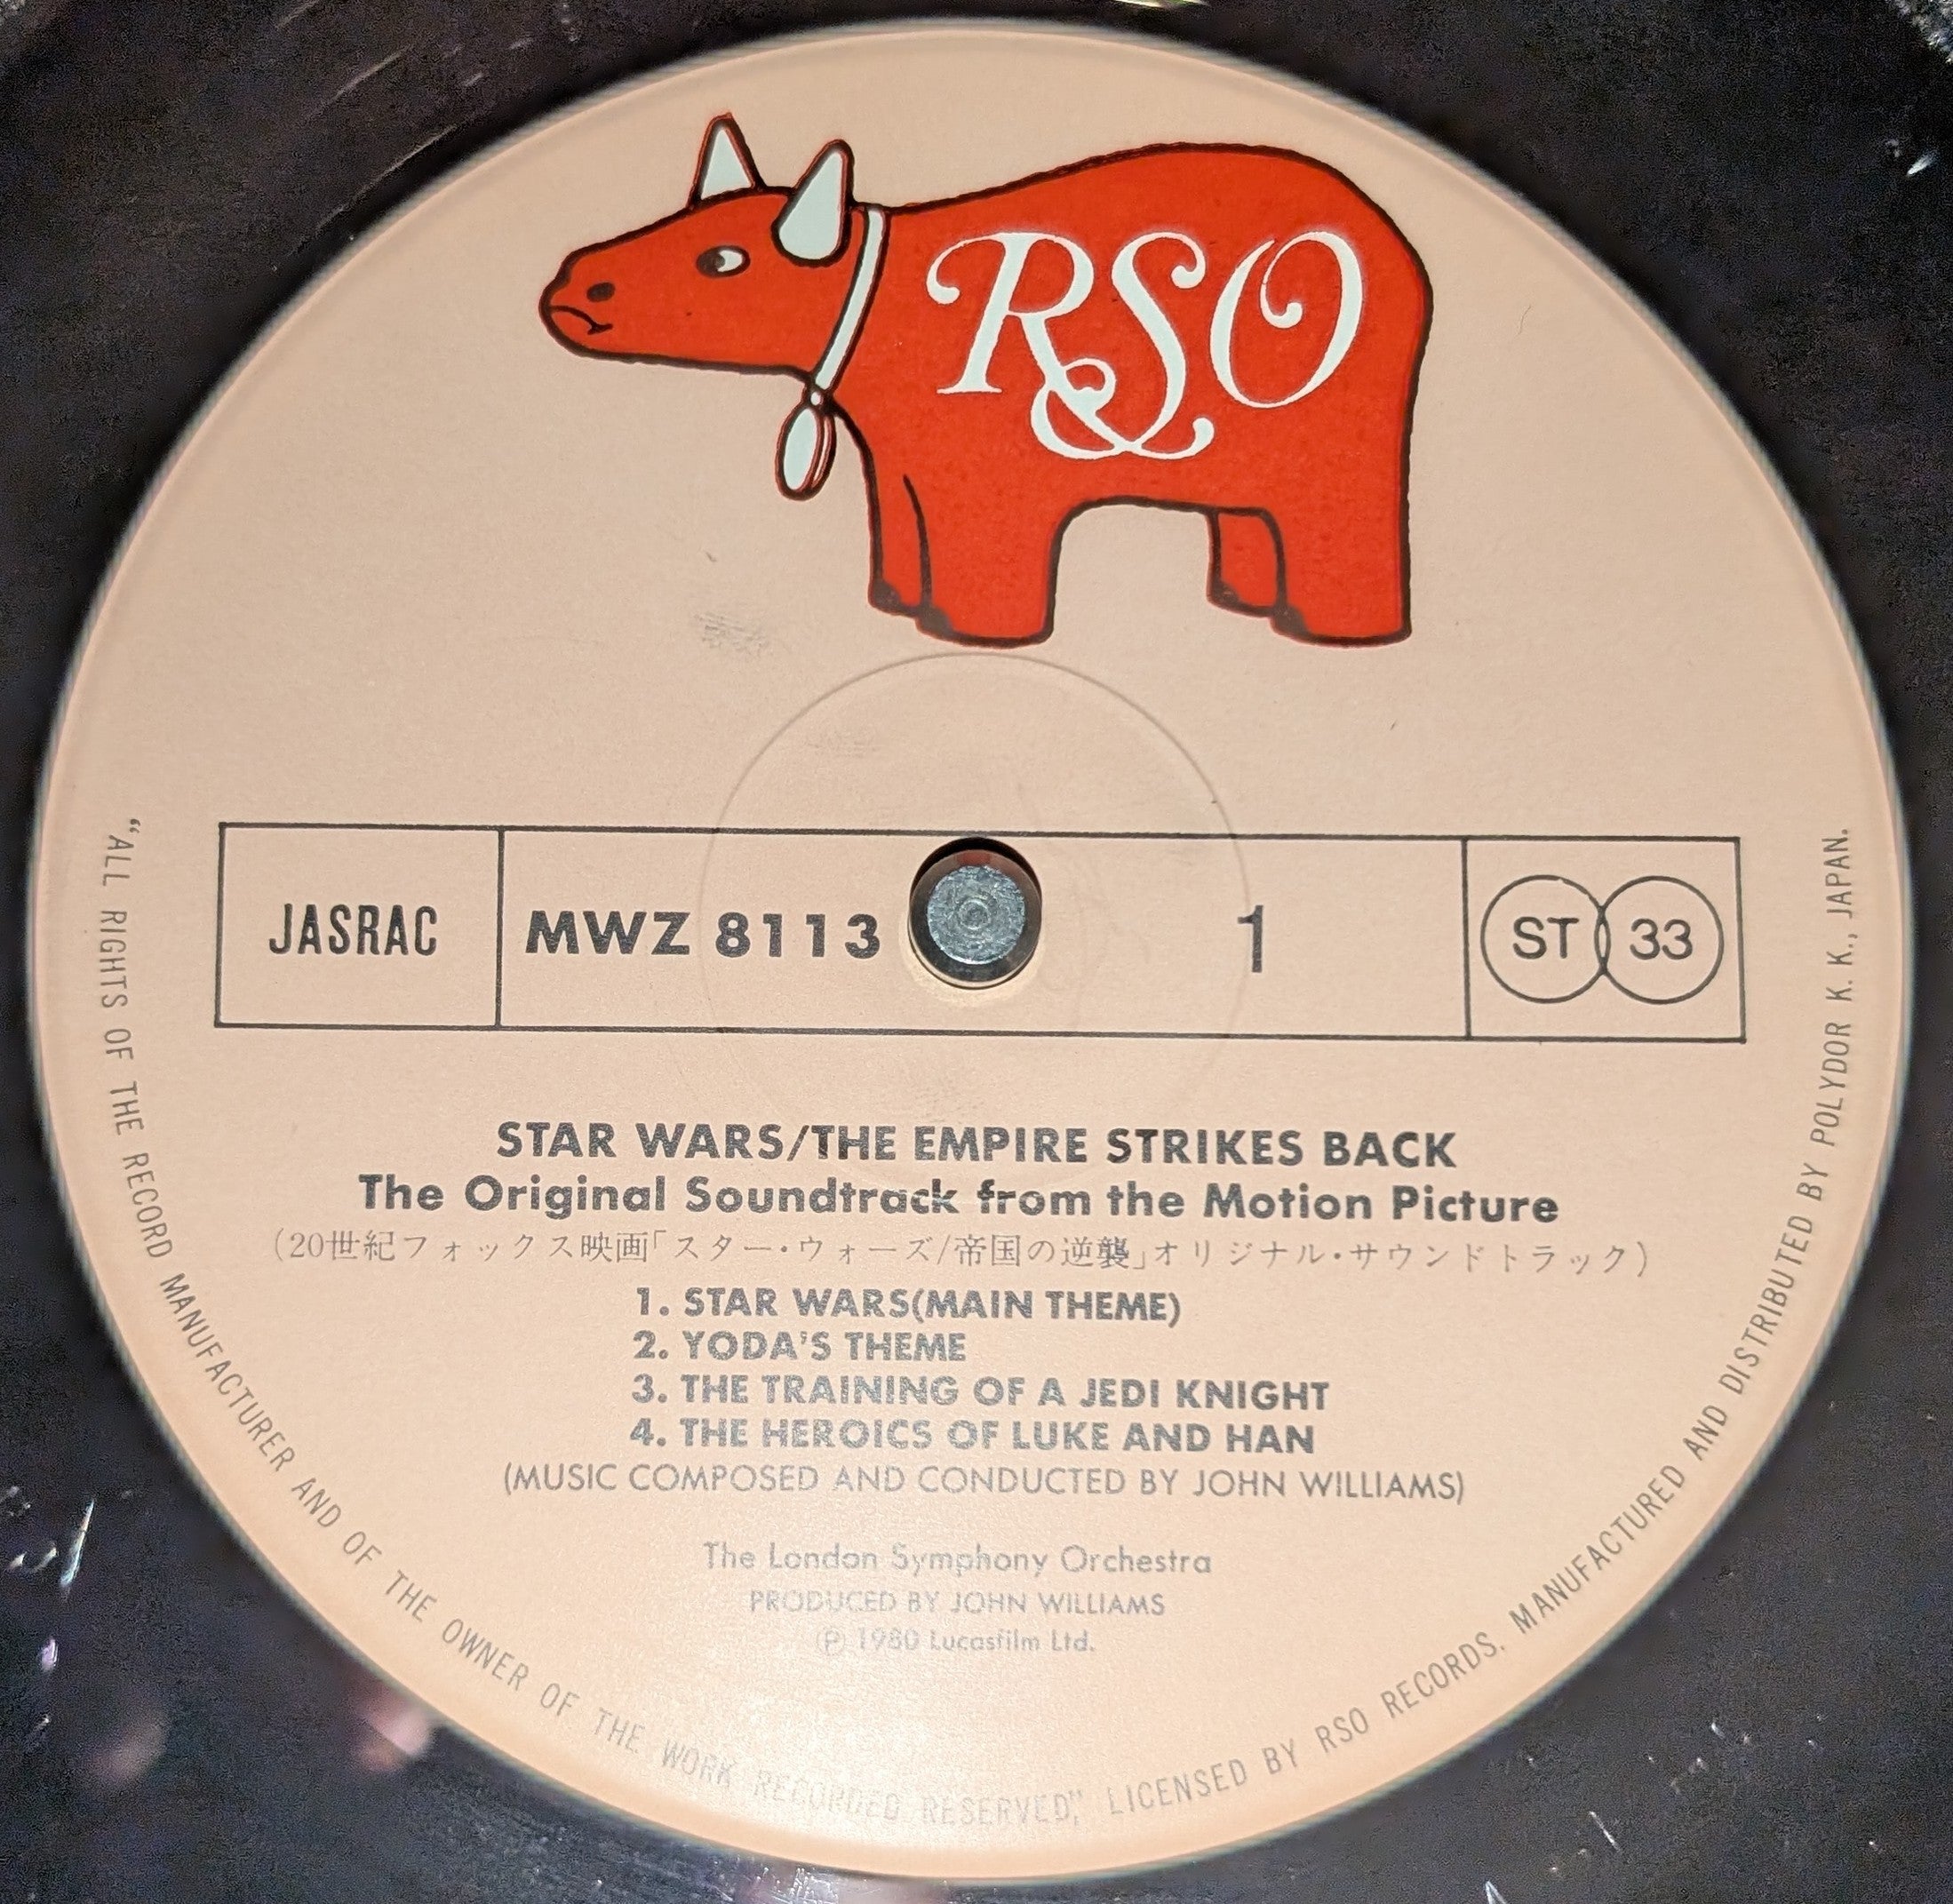 RSO
JASRAC
MWZ 8113
1
ST 33
STAR WARS/THE EMPIRE STRIKES BACK
The Original Soundtrack from the Motion Picture
(20世紀フォックス映画「スター・ウォーズ/帝国の逆襲」オリジナル・サウンドトラック)
1. STAR WARS(MAIN THEME)
2. YODA'S THEME
3. THE TRAINING OF A JEDI KNIGHT
4. THE HEROICS OF LUKE AND HAN
(MUSIC COMPOSED AND CONDUCTED BY JOHN WILLIAMS)
The London Symphony Orchestra
PRODUCED BY JOHN WILLIAMS
℗ 1980 Lucasfilm Ltd.
"ALL RIGHTS OF THE RECORD MANUFACTURER AND OF THE OWNER OF THE WORK RECORDED RESERVED," LICENSED BY RSO RECORDS. MANUFACTURED AND DISTRIBUTED BY POLYDOR K. K., JAPAN.